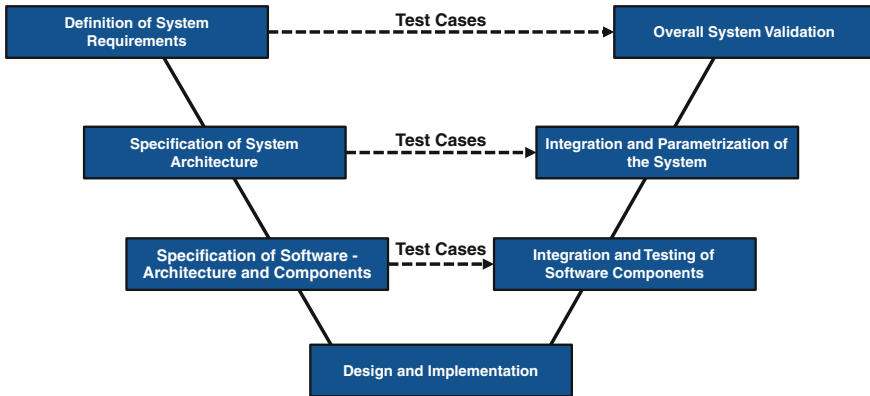 Definition of System
Requirements
Test Cases
Overall System Validation
Specification of System
Architecture
Test Cases
Integration and Parametrization of
the System
Specification of Software -
Architecture and Components
Test Cases
Integration and Testing of
Software Components
Design and Implementation